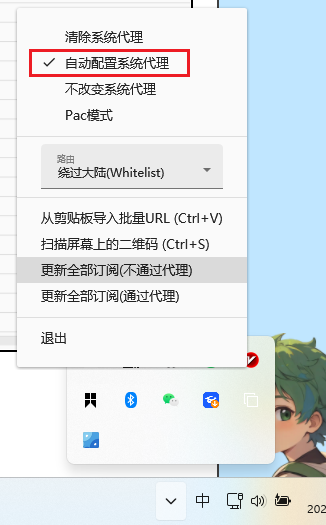 清除系统代理
自动配置系统代理
不改变系统代理
Pac模式
路由
绕过大陆(Whitelist)
从剪贴板导入批量URL (Ctrl+V)
扫描屏幕上的二维码 (Ctrl+S)
更新全部订阅(不通过代理)
更新全部订阅(通过代理)
退出
中
202